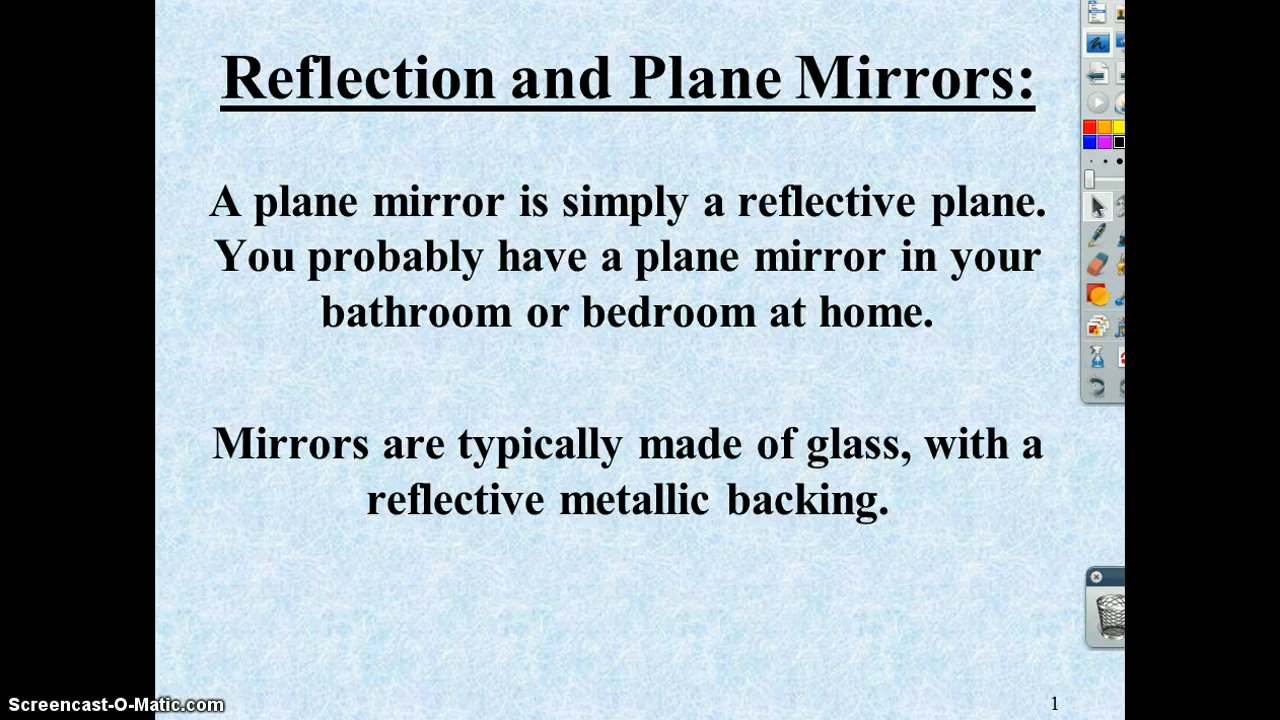 Reflection and Plane Mirrors:
A plane mirror is simply a reflective plane.
You probably have a plane mirror in your
bathroom or bedroom at home.
Mirrors are typically made of glass, with a
reflective metallic backing.
Screencast-O-Matic.com
1